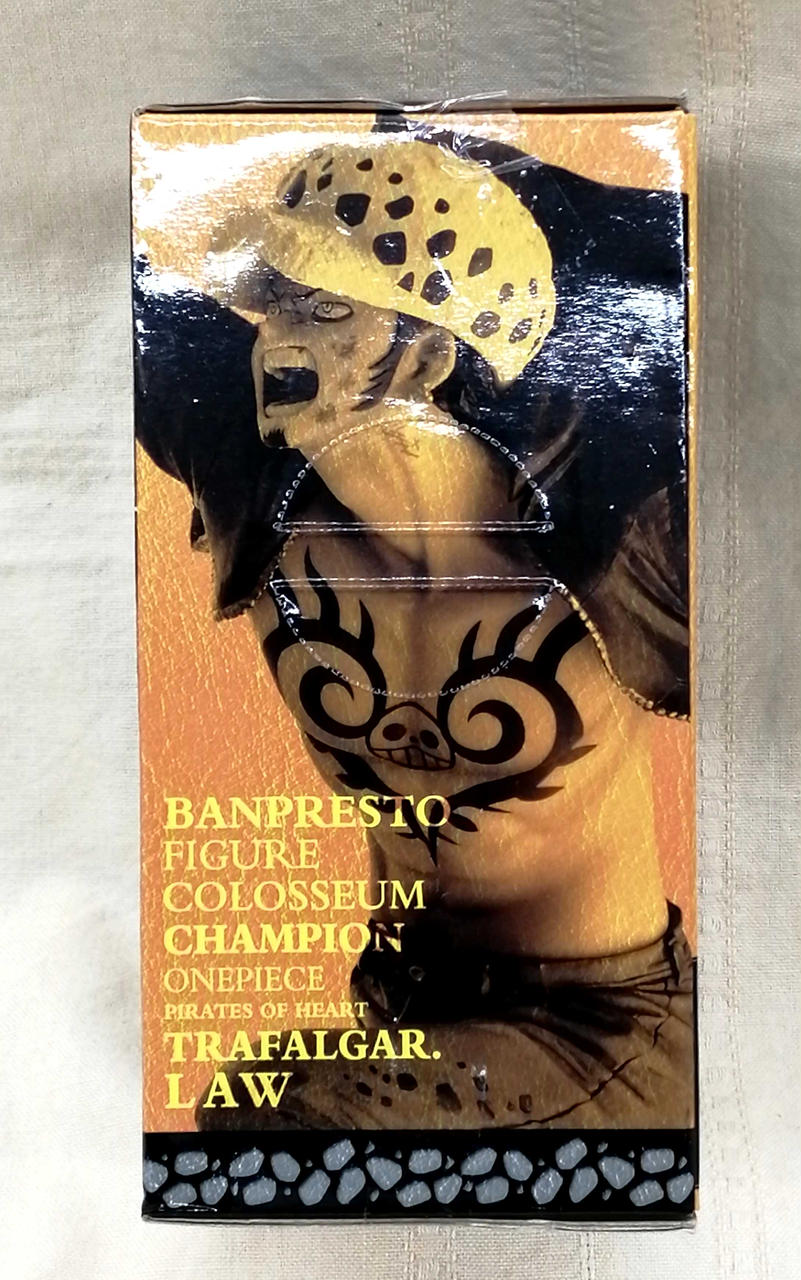 BANPRESTO
FIGURE
COLOSSEUM
CHAMPION
ONEPIECE
PIRATES OF HEART
TRAFALGAR.
LAW